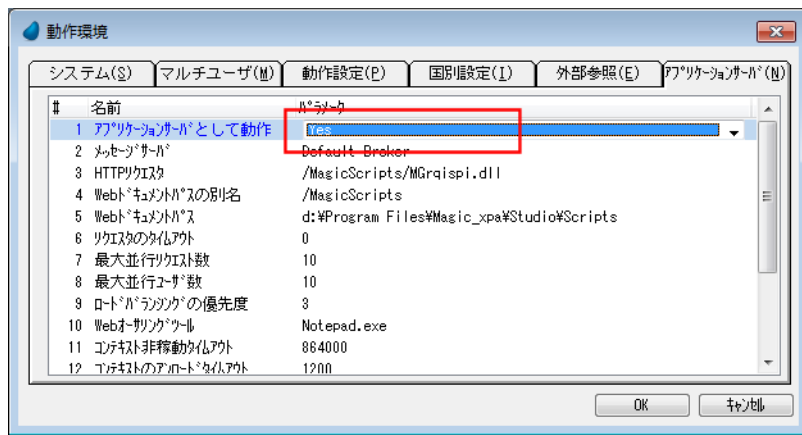 動作環境
システム(S) マルチユーザ(M) 動作設定(P) 国別設定(I) 外部参照(E) ｱﾌﾟﾘｹｰｼｮﾝｻｰﾊﾞ(N)
# 名前 ﾊﾟﾗﾒｰﾀ
1 ｱﾌﾟﾘｹｰｼｮﾝｻｰﾊﾞとして動作 Yes
2 ﾒｯｾｰｼﾞｻｰﾊﾞ Default Broker
3 HTTPﾘｸｴｽﾀ /MagicScripts/MGrqispi.dll
4 Webﾄﾞｷｭﾒﾝﾄﾊﾟｽの別名 /MagicScripts
5 Webﾄﾞｷｭﾒﾝﾄﾊﾟｽ d:¥Program Files¥Magic_xpa¥Studio¥Scripts
6 ﾘｸｴｽﾀのﾀｲﾑｱｳﾄ 0
7 最大並行ﾘｸｴｽﾄ数 10
8 最大並行ﾕｰｻﾞ数 10
9 ﾛｰﾄﾞﾊﾞﾗﾝｼﾝｸﾞの優先度 3
10 Webｵｰｻﾘﾝｸﾞﾂｰﾙ Notepad.exe
11 ｺﾝﾃｷｽﾄ非稼動ﾀｲﾑｱｳﾄ 864000
12 ｺﾝﾃｷｽﾄのｱﾝﾛｰﾄﾞﾀｲﾑｱｳﾄ 1200
OK ｷｬﾝｾﾙ